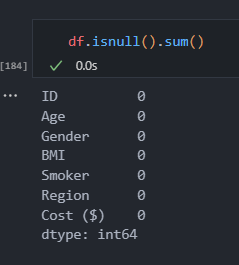 df.isnull().sum()
[184]
0.0s
ID 0
Age 0
Gender 0
BMI 0
Smoker 0
Region 0
Cost ($) 0
dtype: int64